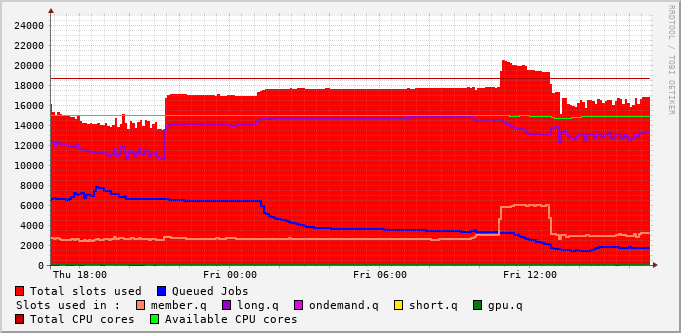 RRDTOOL / TOBI OETIKER
24000
22000
20000
18000
16000
14000
12000
10000
8000
6000
4000
2000
0
Thu 18:00 Fri 00:00 Fri 06:00 Fri 12:00
Total slots used Queued Jobs
Slots used in : member.q long.q ondemand.q short.q gpu.q
Total CPU cores Available CPU cores